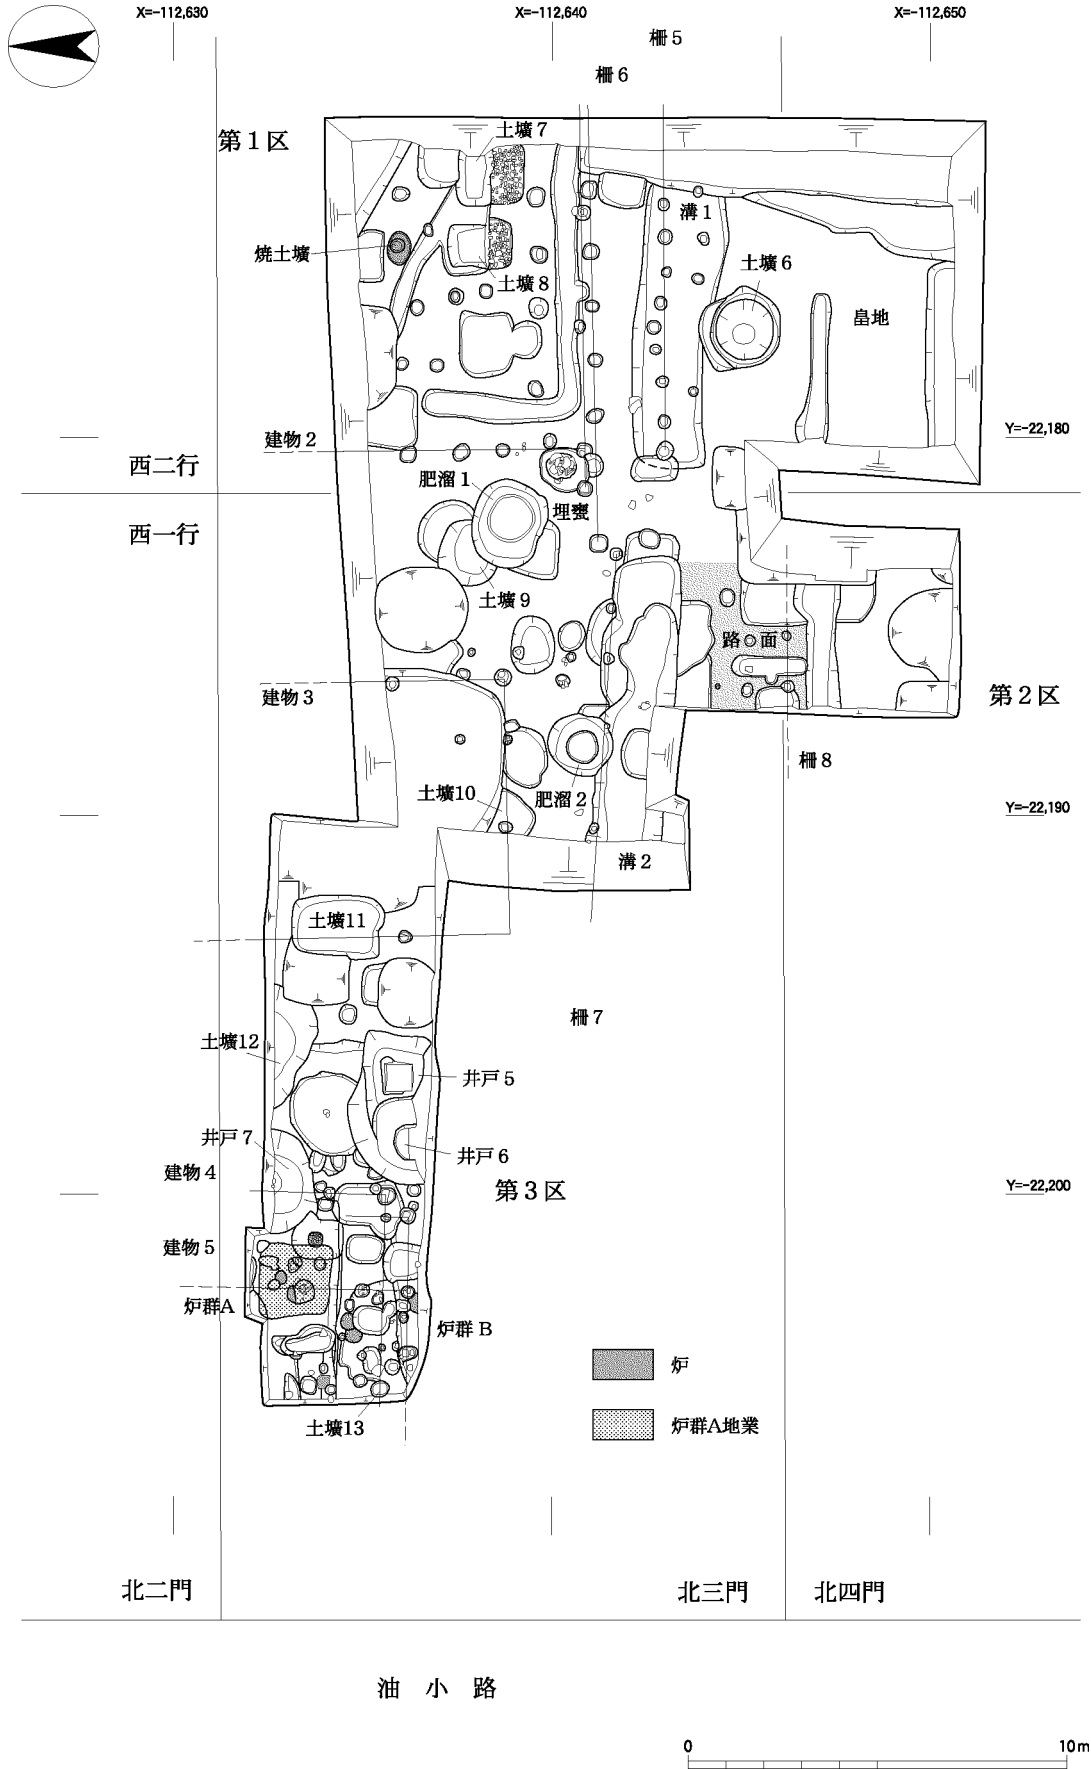 X=-112,630
X=-112,640
X=-112,650
柵5
柵6
第1区
土壙7
溝1
焼土壙
土壙8
土壙6
畠地
建物2
Y=-22,180
西二行
肥溜1
埋甕
西一行
土壙9
路面
建物3
第2区
柵8
土壙10
肥溜2
Y=-22,190
溝2
土壙11
柵7
土壙12
井戸5
井戸7
井戸6
建物4
第3区
Y=-22,200
建物5
炉群A
炉群B
炉
炉群A地業
土壙13
北二門
北三門
北四門
油小路
0
10m